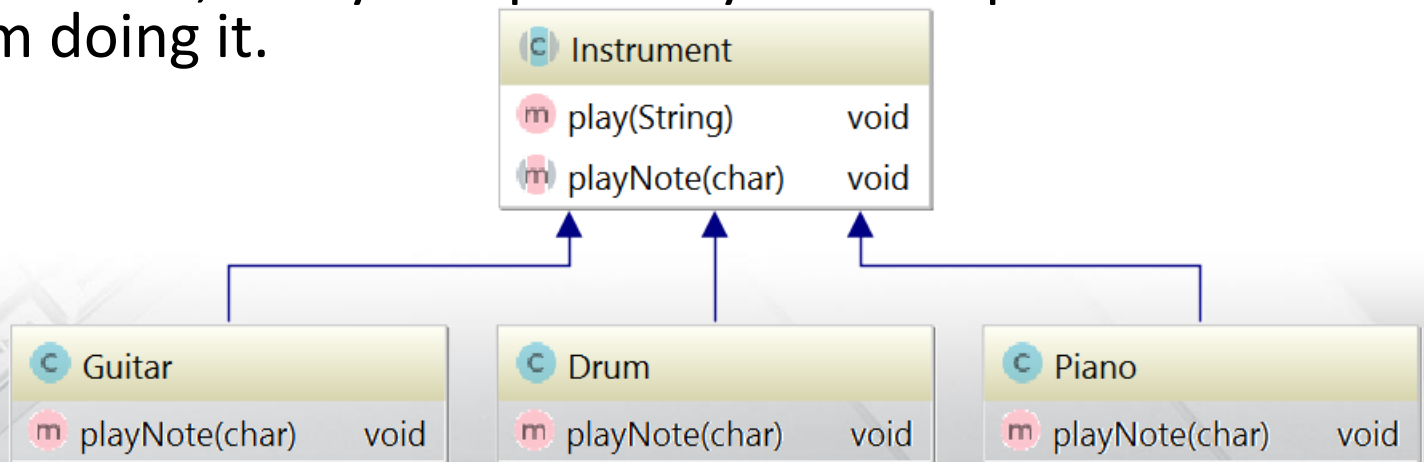 m doing it.
C Instrument
m play(String) void
m playNote(char) void
C Guitar
m playNote(char) void
C Drum
m playNote(char) void
C Piano
m playNote(char) void